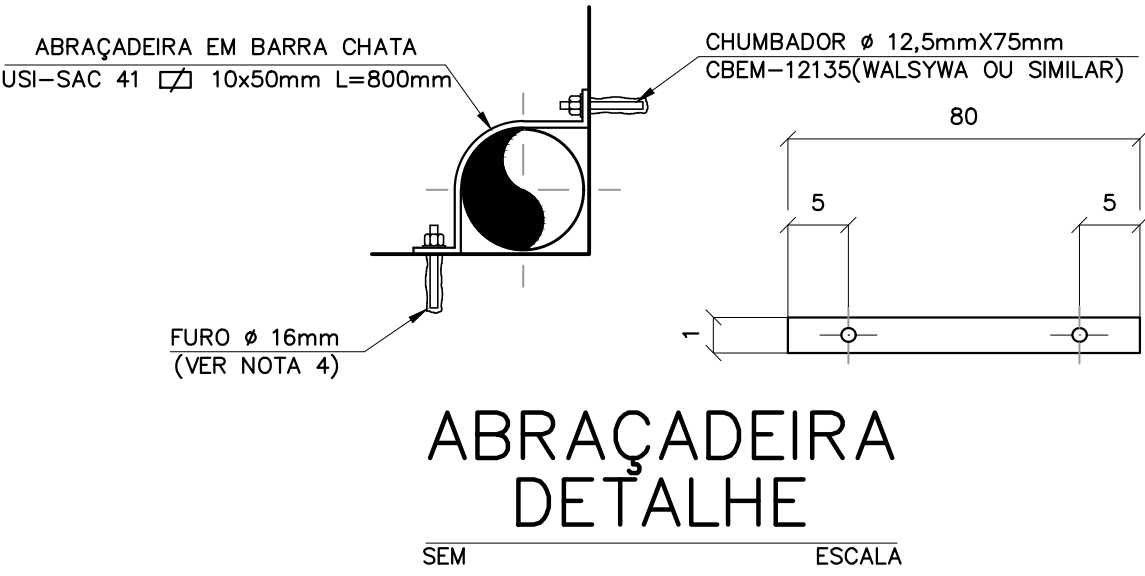 ABRAÇADEIRA EM BARRA CHATA
USI-SAC 41 10x50mm L=800mm
CHUMBADOR ø 12,5mmX75mm
CBEM-12135(WALSYWA OU SIMILAR)
80
5
5
1
FURO ø 16mm
(VER NOTA 4)
ABRAÇADEIRA
DETALHE
SEM ESCALA